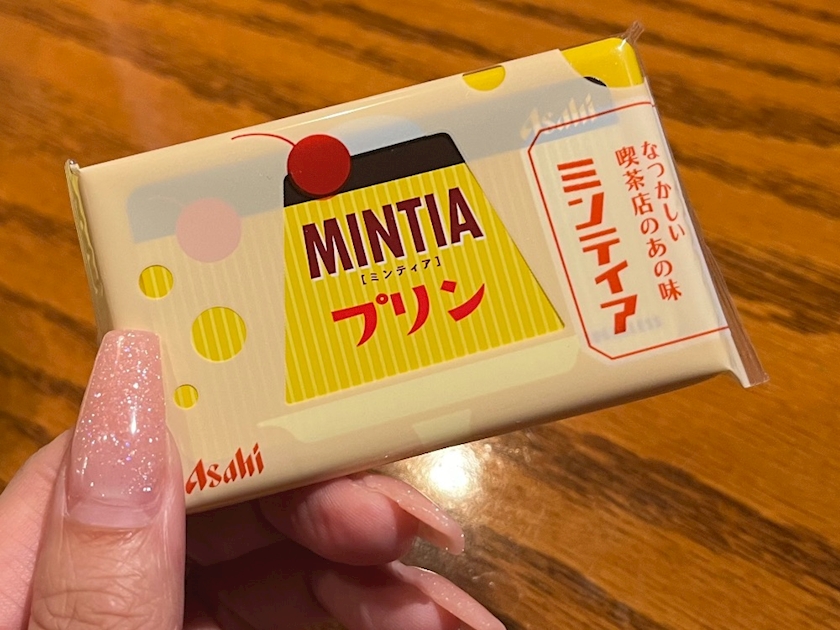 MINTIA
[ミンティア]
プリン
Asahi
Asahi
なつかしい
喫茶店のあの味
ミンティア